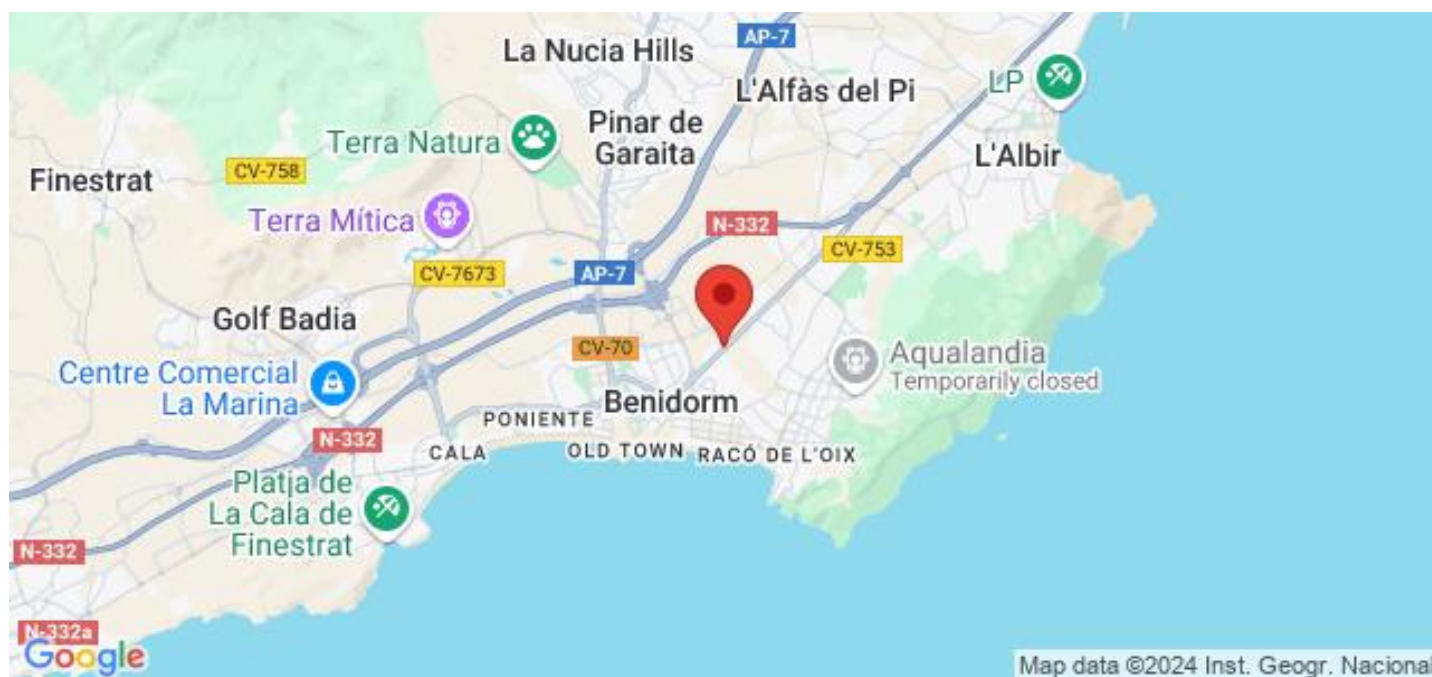 La Nucia Hills
AP-7
L'Alfàs del Pi
LP
Terra Natura
Pinar de
Garaita
L'Albir
Finestrat
CV-758
Terra Mítica
N-332
CV-753
CV-7673
AP-7
Golf Badia
CV-70
Aqualandia
Temporarily closed
Centre Comercial
La Marina
Benidorm
PONIENTE
N-332
CALA
OLD TOWN
RACÓ DE L'OIX
Platja de
La Cala de
Finestrat
N-332
N-332a
Google
Map data ©2024 Inst. Geogr. Nacional